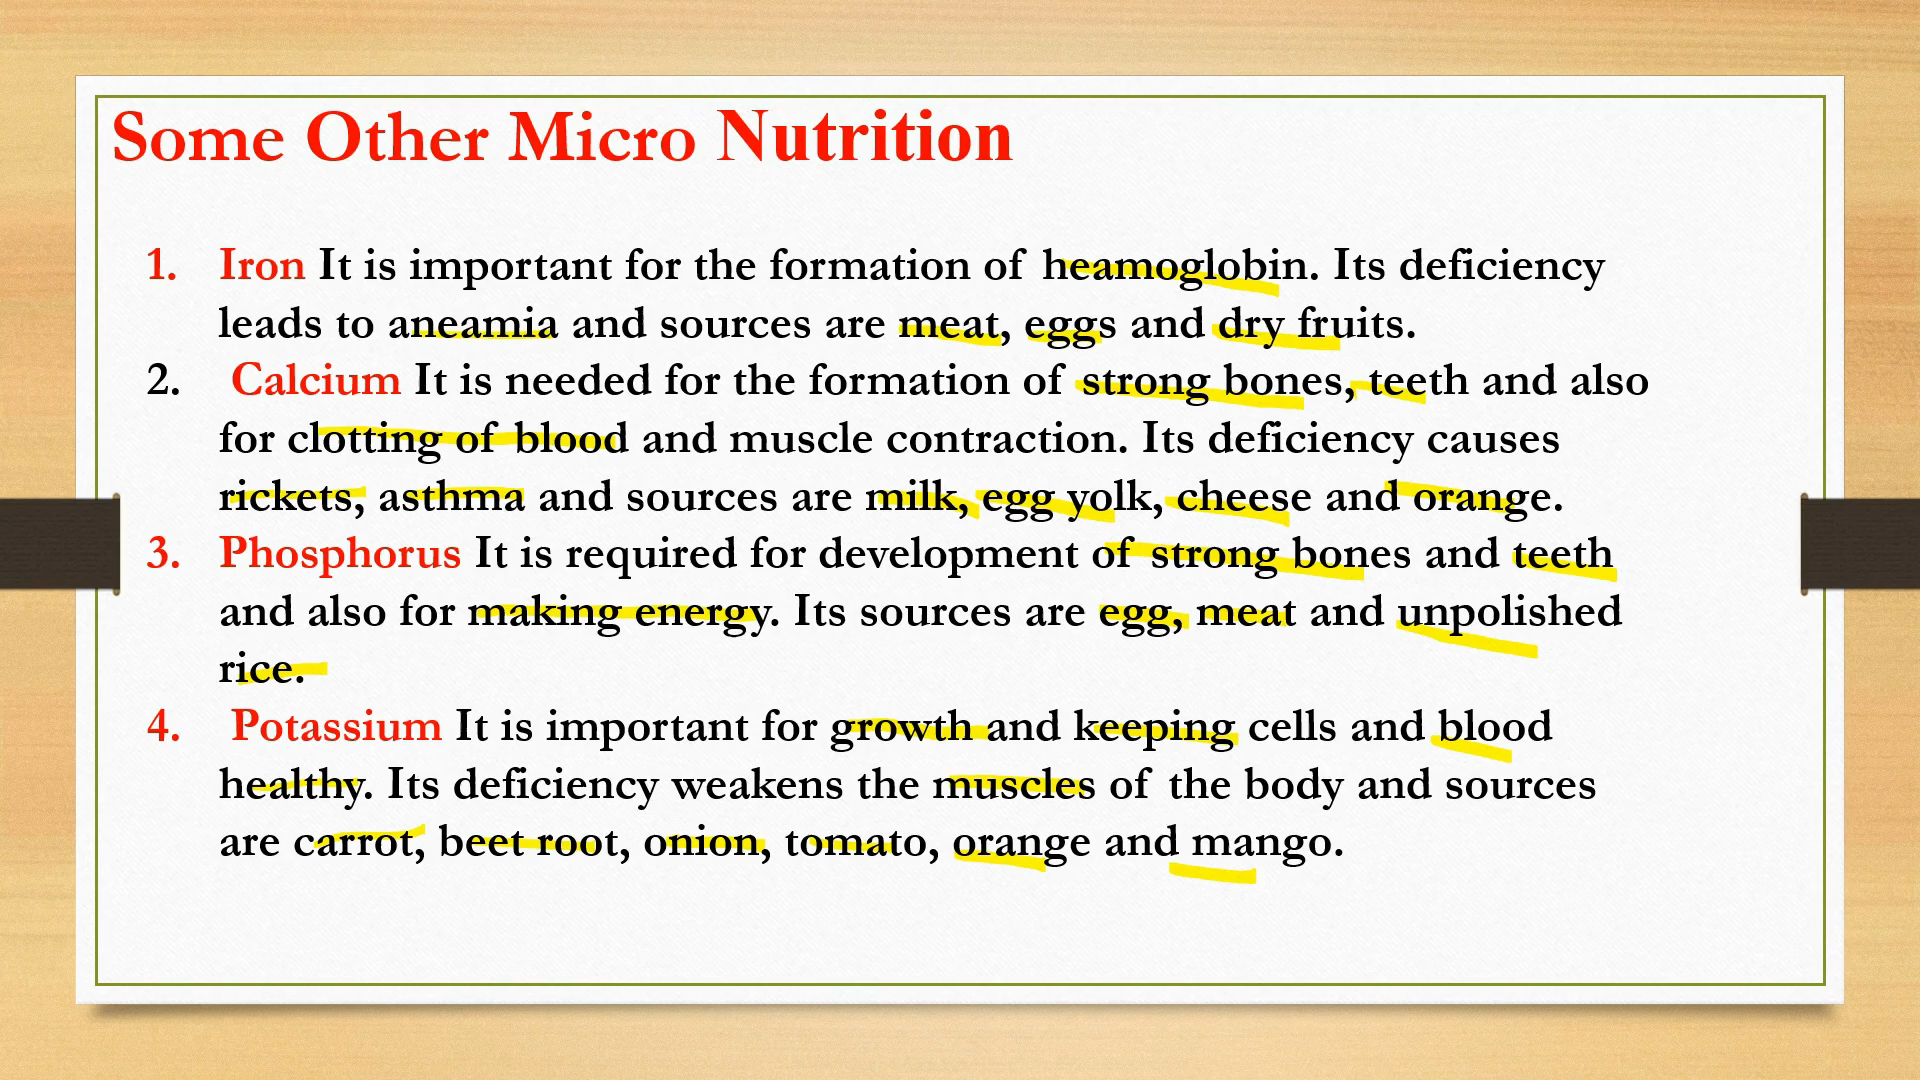 Some Other Micro Nutrition
1. Iron It is important for the formation of heamoglobin. Its deficiency
leads to aneamia and sources are meat, eggs and dry fruits.
2. Calcium It is needed for the formation of strong bones, teeth and also
for clotting of blood and muscle contraction. Its deficiency causes
rickets, asthma and sources are milk, egg yolk, cheese and orange.
3. Phosphorus It is required for development of strong bones and teeth
and also for making energy. Its sources are egg, meat and unpolished
rice.
4. Potassium It is important for growth and keeping cells and blood
healthy. Its deficiency weakens the muscles of the body and sources
are carrot, beet root, onion, tomato, orange and mango.